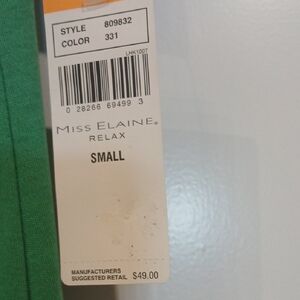 STYLE 809832
COLOR 331
LHK1007
0 28266 69499 3
MISS ELAINE®
RELAX
SMALL
MANUFACTURERS
SUGGESTED RETAIL $49.00